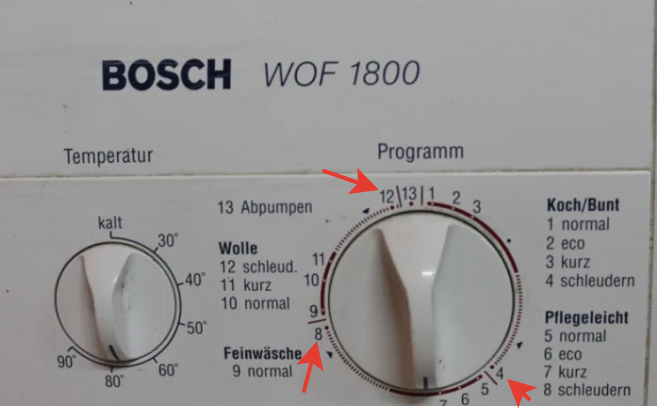 BOSCH WOF 1800
Temperatur
Programm
kalt
30°
40°
50°
60°
80°
90°
13 Abpumpen
Wolle
12 schleud.
11 kurz
10 normal
Feinwäsche
9 normal
12 13 1 2 3
11
10
9
8
4
5
6
7
Koch/Bunt
1 normal
2 eco
3 kurz
4 schleudern
Pflegeleicht
5 normal
6 eco
7 kurz
8 schleudern